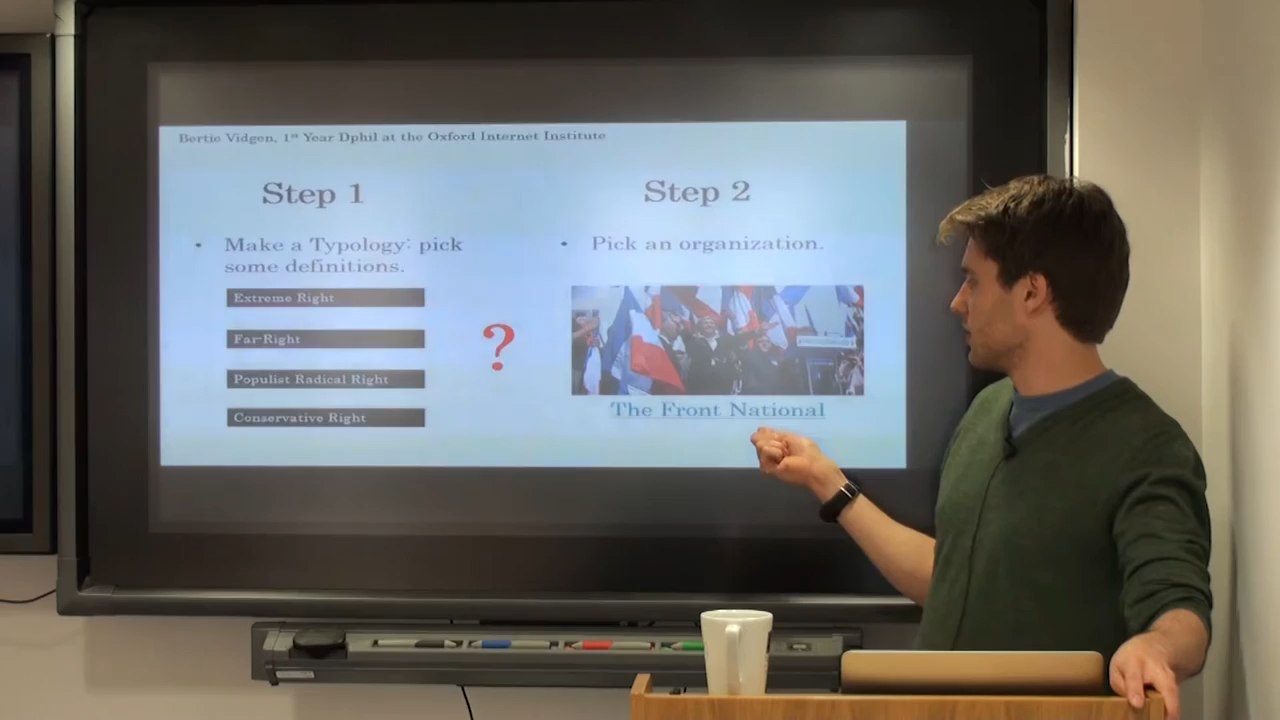 Bertie Vidgen, 1st Year Dphil at the Oxford Internet Institute
Step 1
• Make a Typology: pick
some definitions.
Extreme Right
Far-Right
Populist Radical Right
Conservative Right
?
Step 2
• Pick an organization.
The Front National